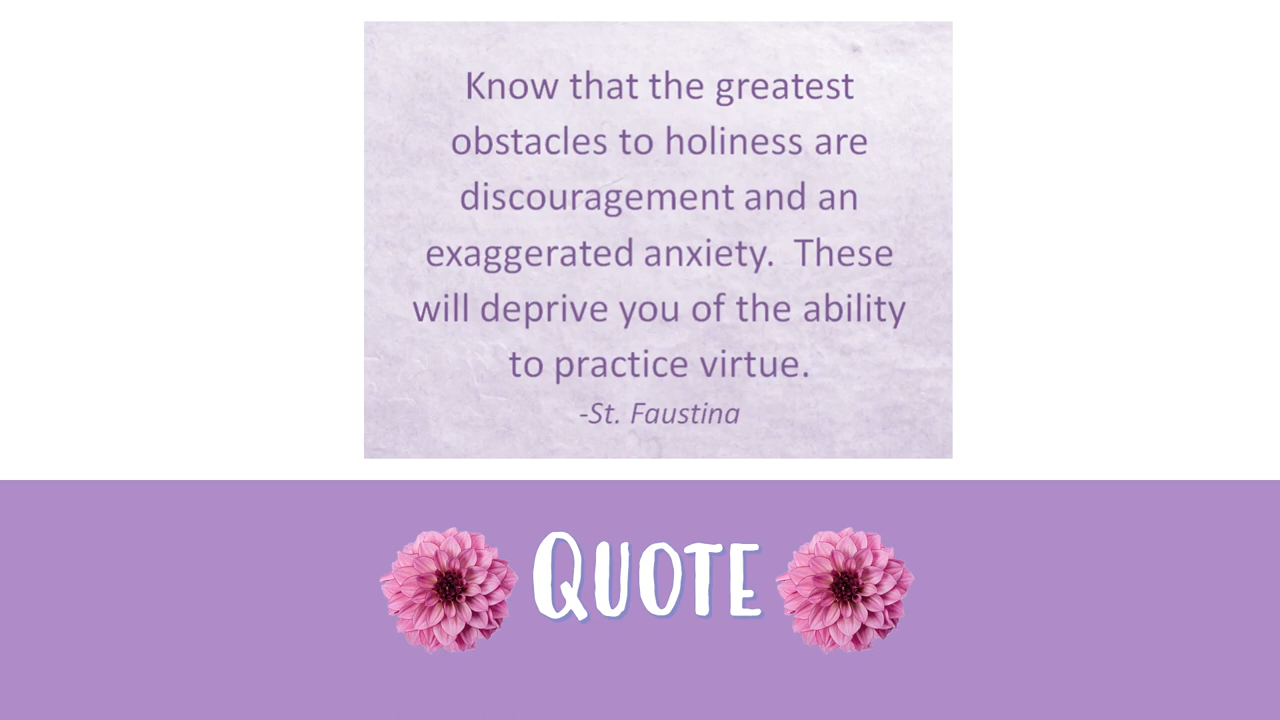 Know that the greatest
obstacles to holiness are
discouragement and an
exaggerated anxiety.  These
will deprive you of the ability
to practice virtue.
-St. Faustina
QUOTE